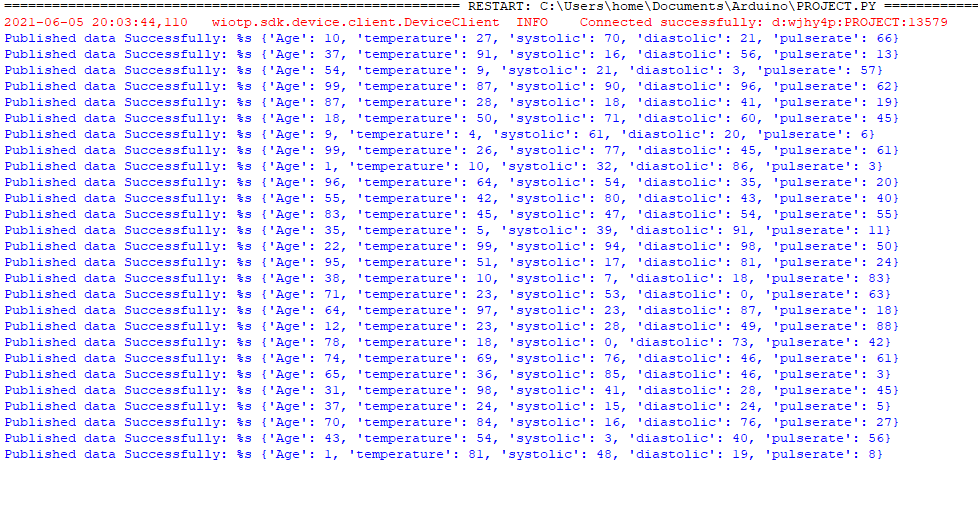 ========================================================= RESTART: C:\Users\home\Documents\Arduino\PROJECT.PY ============
2021-06-05 20:03:44,110   wiotp.sdk.device.client.DeviceClient  INFO    Connected successfully: d:wjhy4p:PROJECT:13579
Published data Successfully: %s {'Age': 10, 'temperature': 27, 'systolic': 70, 'diastolic': 21, 'pulserate': 66}
Published data Successfully: %s {'Age': 37, 'temperature': 91, 'systolic': 16, 'diastolic': 56, 'pulserate': 13}
Published data Successfully: %s {'Age': 54, 'temperature': 9, 'systolic': 21, 'diastolic': 3, 'pulserate': 57}
Published data Successfully: %s {'Age': 99, 'temperature': 87, 'systolic': 90, 'diastolic': 96, 'pulserate': 62}
Published data Successfully: %s {'Age': 87, 'temperature': 28, 'systolic': 18, 'diastolic': 41, 'pulserate': 19}
Published data Successfully: %s {'Age': 18, 'temperature': 50, 'systolic': 71, 'diastolic': 60, 'pulserate': 45}
Published data Successfully: %s {'Age': 9, 'temperature': 4, 'systolic': 61, 'diastolic': 20, 'pulserate': 6}
Published data Successfully: %s {'Age': 99, 'temperature': 26, 'systolic': 77, 'diastolic': 45, 'pulserate': 61}
Published data Successfully: %s {'Age': 1, 'temperature': 10, 'systolic': 32, 'diastolic': 86, 'pulserate': 3}
Published data Successfully: %s {'Age': 96, 'temperature': 64, 'systolic': 54, 'diastolic': 35, 'pulserate': 20}
Published data Successfully: %s {'Age': 55, 'temperature': 42, 'systolic': 80, 'diastolic': 43, 'pulserate': 40}
Published data Successfully: %s {'Age': 83, 'temperature': 45, 'systolic': 47, 'diastolic': 54, 'pulserate': 55}
Published data Successfully: %s {'Age': 35, 'temperature': 5, 'systolic': 39, 'diastolic': 91, 'pulserate': 11}
Published data Successfully: %s {'Age': 22, 'temperature': 99, 'systolic': 94, 'diastolic': 98, 'pulserate': 50}
Published data Successfully: %s {'Age': 95, 'temperature': 51, 'systolic': 17, 'diastolic': 81, 'pulserate': 24}
Published data Successfully: %s {'Age': 38, 'temperature': 10, 'systolic': 7, 'diastolic': 18, 'pulserate': 83}
Published data Successfully: %s {'Age': 71, 'temperature': 23, 'systolic': 53, 'diastolic': 0, 'pulserate': 63}
Published data Successfully: %s {'Age': 64, 'temperature': 97, 'systolic': 23, 'diastolic': 87, 'pulserate': 18}
Published data Successfully: %s {'Age': 12, 'temperature': 23, 'systolic': 28, 'diastolic': 49, 'pulserate': 88}
Published data Successfully: %s {'Age': 78, 'temperature': 18, 'systolic': 0, 'diastolic': 73, 'pulserate': 42}
Published data Successfully: %s {'Age': 74, 'temperature': 69, 'systolic': 76, 'diastolic': 46, 'pulserate': 61}
Published data Successfully: %s {'Age': 65, 'temperature': 36, 'systolic': 85, 'diastolic': 46, 'pulserate': 3}
Published data Successfully: %s {'Age': 31, 'temperature': 98, 'systolic': 41, 'diastolic': 28, 'pulserate': 45}
Published data Successfully: %s {'Age': 37, 'temperature': 24, 'systolic': 15, 'diastolic': 24, 'pulserate': 5}
Published data Successfully: %s {'Age': 70, 'temperature': 84, 'systolic': 16, 'diastolic': 76, 'pulserate': 27}
Published data Successfully: %s {'Age': 43, 'temperature': 54, 'systolic': 3, 'diastolic': 40, 'pulserate': 56}
Published data Successfully: %s {'Age': 1, 'temperature': 81, 'systolic': 48, 'diastolic': 19, 'pulserate': 8}